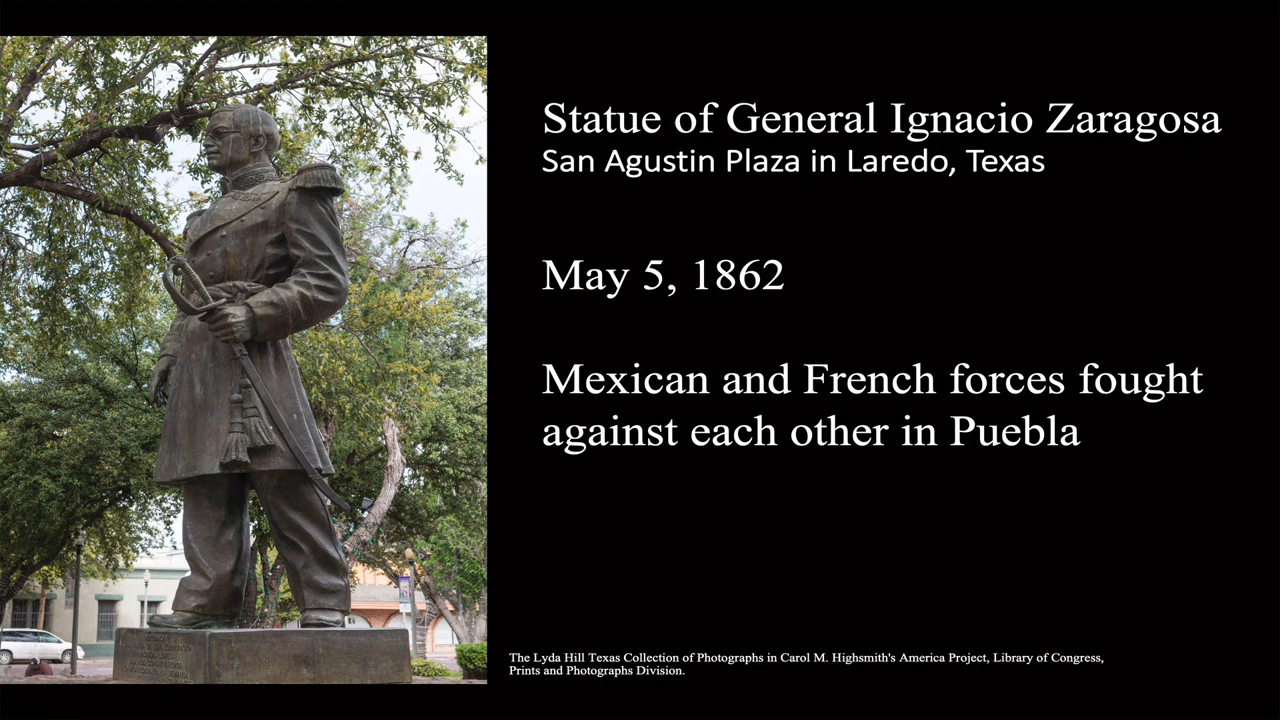 Statue of General Ignacio Zaragosa
San Agustin Plaza in Laredo, Texas
May 5, 1862
Mexican and French forces fought
against each other in Puebla
The Lyda Hill Texas Collection of Photographs in Carol M. Highsmith's America Project, Library of Congress,
Prints and Photographs Division.